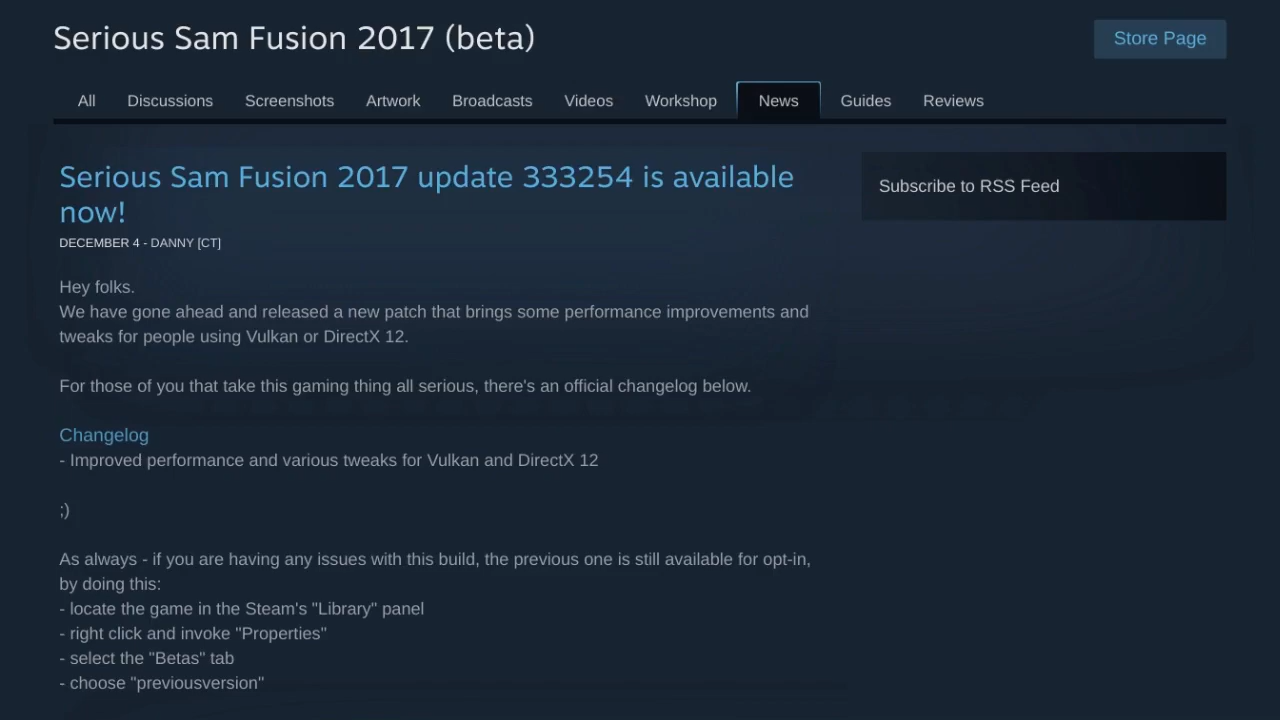 Serious Sam Fusion 2017 (beta)
Store Page
All Discussions Screenshots Artwork Broadcasts Videos Workshop News Guides Reviews
Serious Sam Fusion 2017 update 333254 is available
now!
DECEMBER 4 - DANNY [CT]
Subscribe to RSS Feed
Hey folks.
We have gone ahead and released a new patch that brings some performance improvements and
tweaks for people using Vulkan or DirectX 12.
For those of you that take this gaming thing all serious, there's an official changelog below.
Changelog
- Improved performance and various tweaks for Vulkan and DirectX 12
;)
As always - if you are having any issues with this build, the previous one is still available for opt-in,
by doing this:
- locate the game in the Steam's "Library" panel
- right click and invoke "Properties"
- select the "Betas" tab
- choose "previousversion"